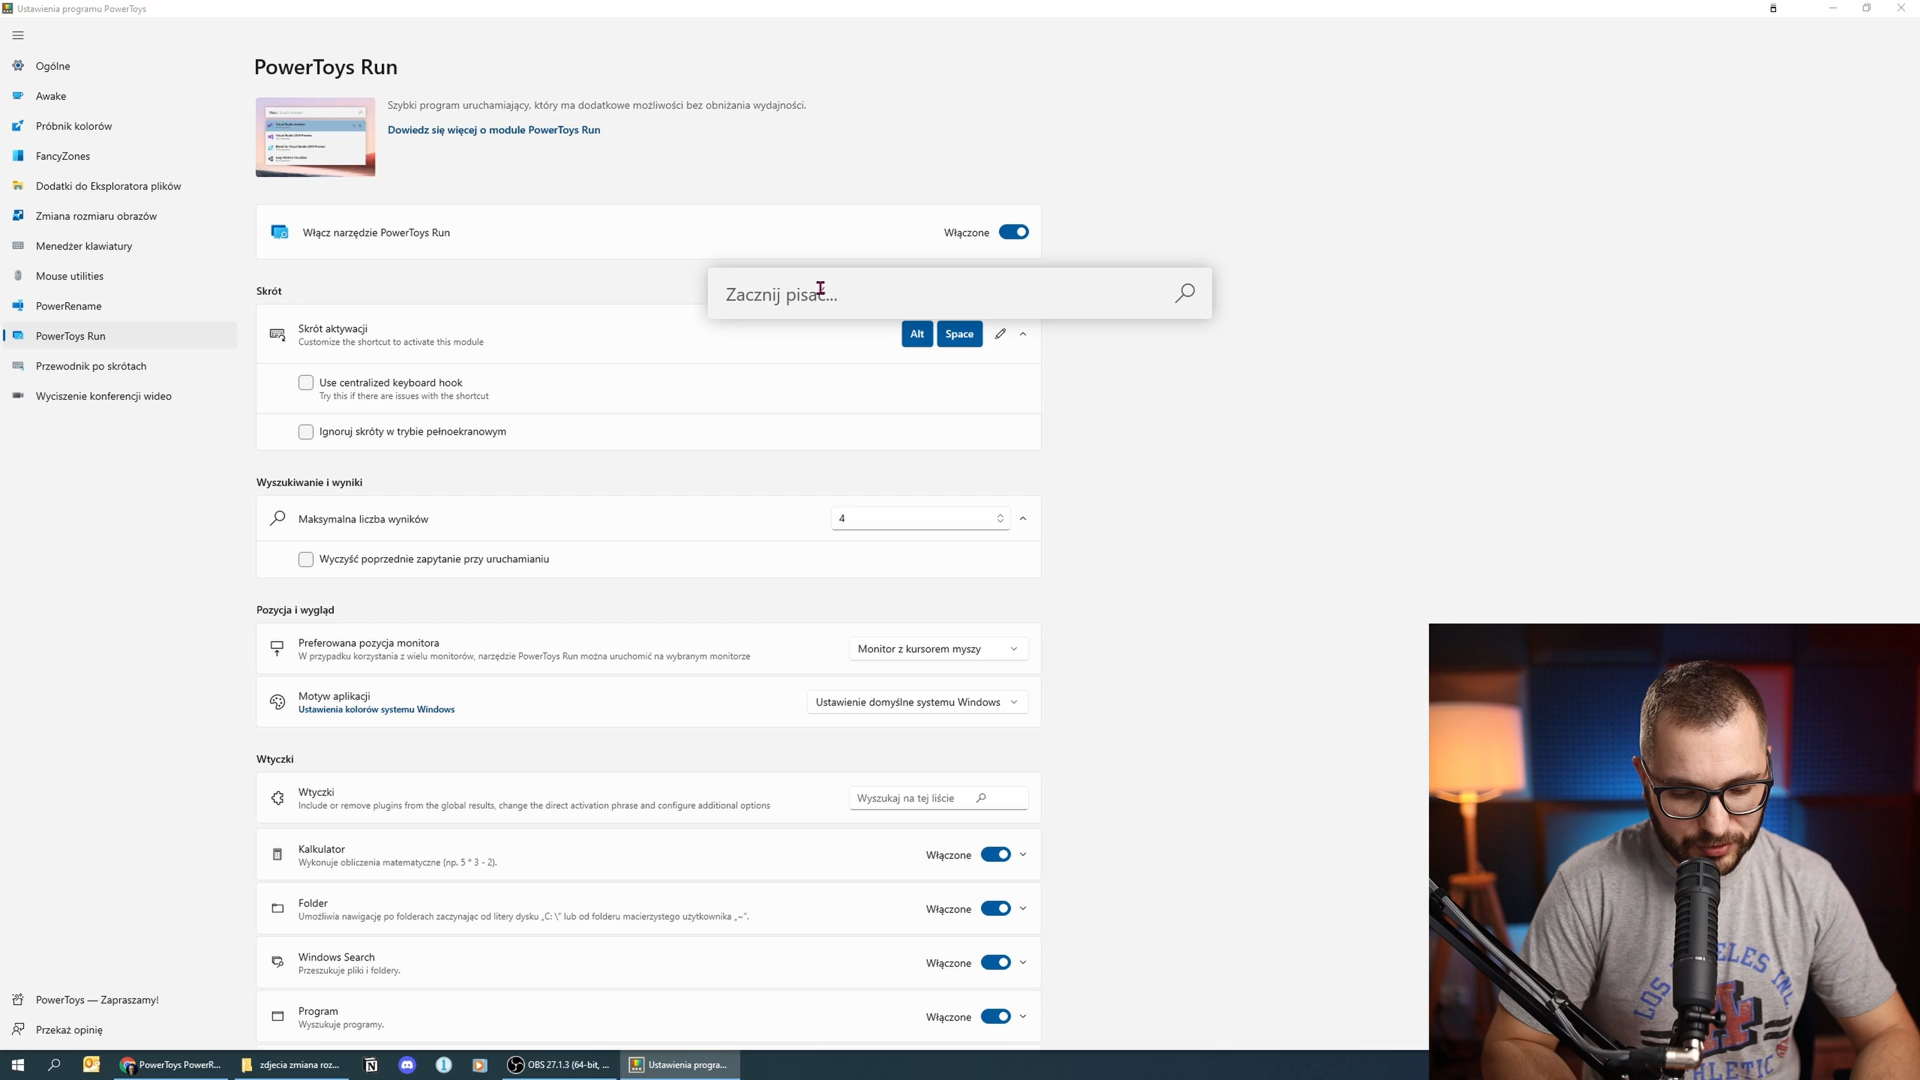 Ustawienia programu PowerToys
Ogólne
Awake
Próbnik kolorów
FancyZones
Dodatki do Eksploratora plików
Zmiana rozmiaru obrazów
Menedżer klawiatury
Mouse utilities
PowerRename
PowerToys Run
Przewodnik po skrótach
Wyciszenie konferencji wideo
PowerToys — Zapraszamy!
Przekaż opinię
PowerToys Run
Szybki program uruchamiający, który ma dodatkowe możliwości bez obniżania wydajności.
Dowiedz się więcej o module PowerToys Run
Włącz narzędzie PowerToys Run
Włączone
Zacznij pisać...
Skrót
Skrót aktywacji
Customize the shortcut to activate this module
Alt
Space
Use centralized keyboard hook
Try this if there are issues with the shortcut
Ignoruj skróty w trybie pełnoekranowym
Wyszukiwanie i wyniki
Maksymalna liczba wyników
4
Wyczyść poprzednie zapytanie przy uruchamianiu
Pozycja i wygląd
Preferowana pozycja monitora
W przypadku korzystania z wielu monitorów, narzędzie PowerToys Run można uruchomić na wybranym monitorze
Monitor z kursorem myszy
Motyw aplikacji
Ustawienia kolorów systemu Windows
Ustawienie domyślne systemu Windows
Wtyczki
Wtyczki
Include or remove plugins from the global results, change the direct activation phrase and configure additional options
Wyszukaj na tej liście
Kalkulator
Wykonuje obliczenia matematyczne (np. 5 * 3 - 2).
Włączone
Folder
Umożliwia nawigację po folderach zaczynając od litery dysku „C: \" lub od folderu macierzystego użytkownika „~".
Włączone
Windows Search
Przeszukuje pliki i foldery.
Włączone
Program
Wyszukuje programy.
Włączone
PowerToys PowerR...
zdjecia zmiana roz...
OBS 27.1.3 (64-bit, ...
Ustawienia progra...
LOS ANGELES INC.